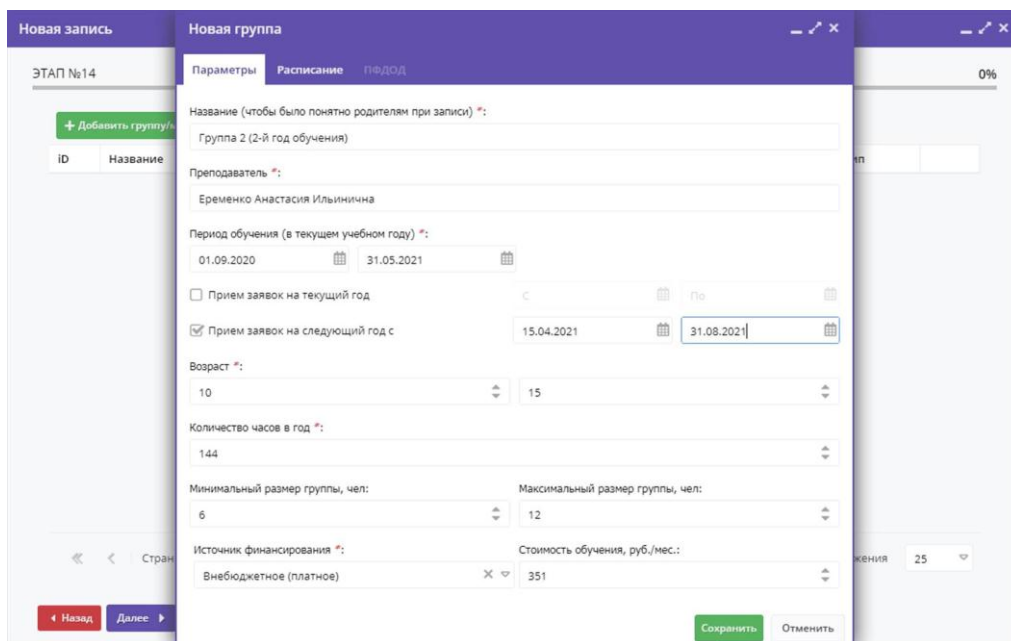 Новая запись
Новая группа
ЭТАП №14
0%
Параметры Расписание ПФДОД
+ Добавить группу/
iD Название
Название (чтобы было понятно родителям при записи) *:
Группа 2 (2-й год обучения)
Преподаватель *:
Еременко Анастасия Ильинична
Период обучения (в текущем учебном году) *:
01.09.2020 31.05.2021
Прием заявок на текущий год С По
Прием заявок на следующий год с 15.04.2021 31.08.2021
Возраст *:
10 15
Количество часов в год *:
144
Минимальный размер группы, чел: Максимальный размер группы, чел:
6 12
Источник финансирования *: Стоимость обучения, руб./мес.:
Внебюджетное (платное) 351
Стран
жения 25
Назад Далее
Сохранить Отменить